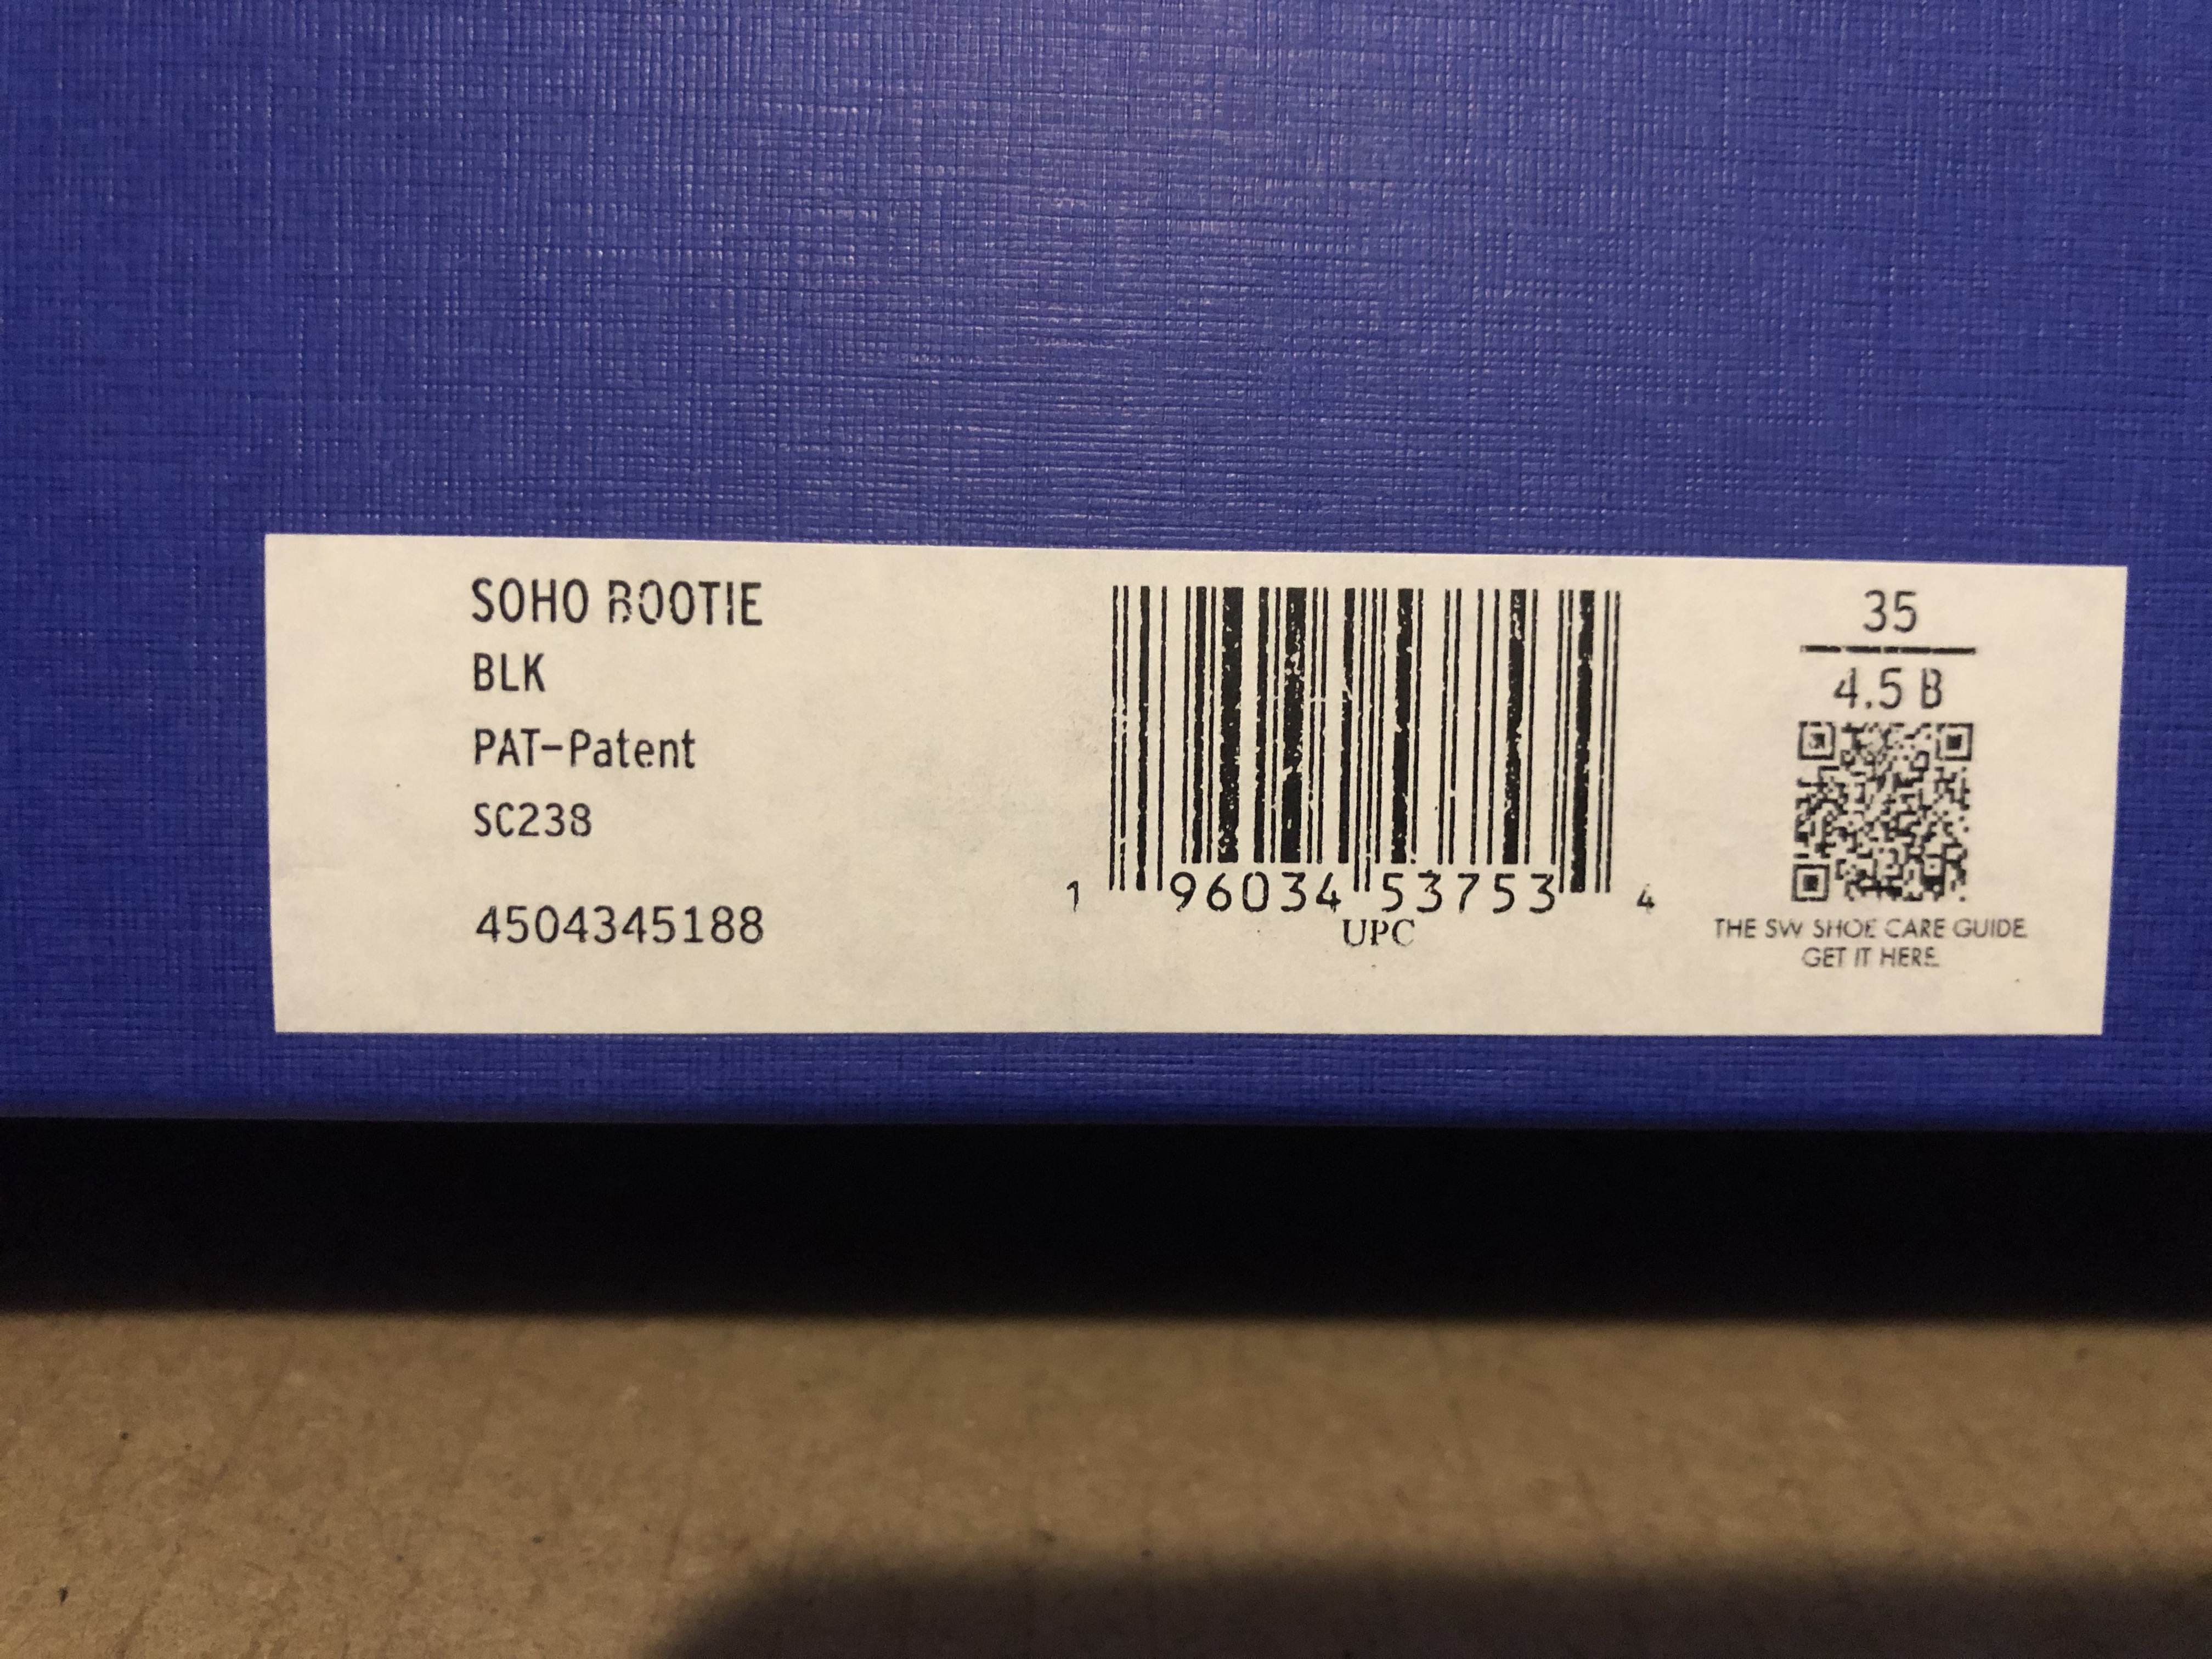 SOHO BOOTIE
BLK
PAT-Patent
SC238
4504345188
1 96034 53753 4
UPC
35
4.5 B
THE SW SHOE CARE GUIDE
GET IT HERE.